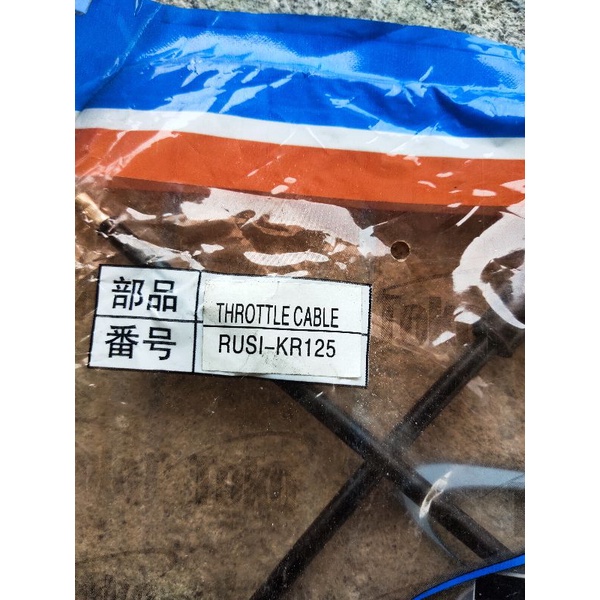 部品
THROTTLE CABLE
番号
RUSI-KR125